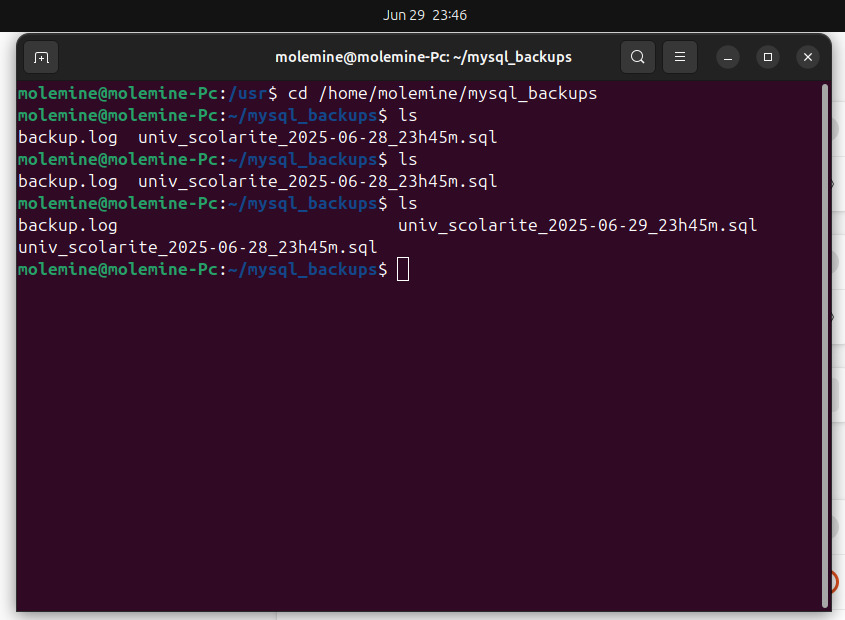 Jun 29 23:46
molemine@molemine-Pc: ~/mysql_backups
molemine@molemine-Pc:/usr$ cd /home/molemine/mysql_backups
molemine@molemine-Pc:~/mysql_backups$ ls
backup.log  univ_scolarite_2025-06-28_23h45m.sql
molemine@molemine-Pc:~/mysql_backups$ ls
backup.log  univ_scolarite_2025-06-28_23h45m.sql
molemine@molemine-Pc:~/mysql_backups$ ls
backup.log                            univ_scolarite_2025-06-29_23h45m.sql
univ_scolarite_2025-06-28_23h45m.sql
molemine@molemine-Pc:~/mysql_backups$